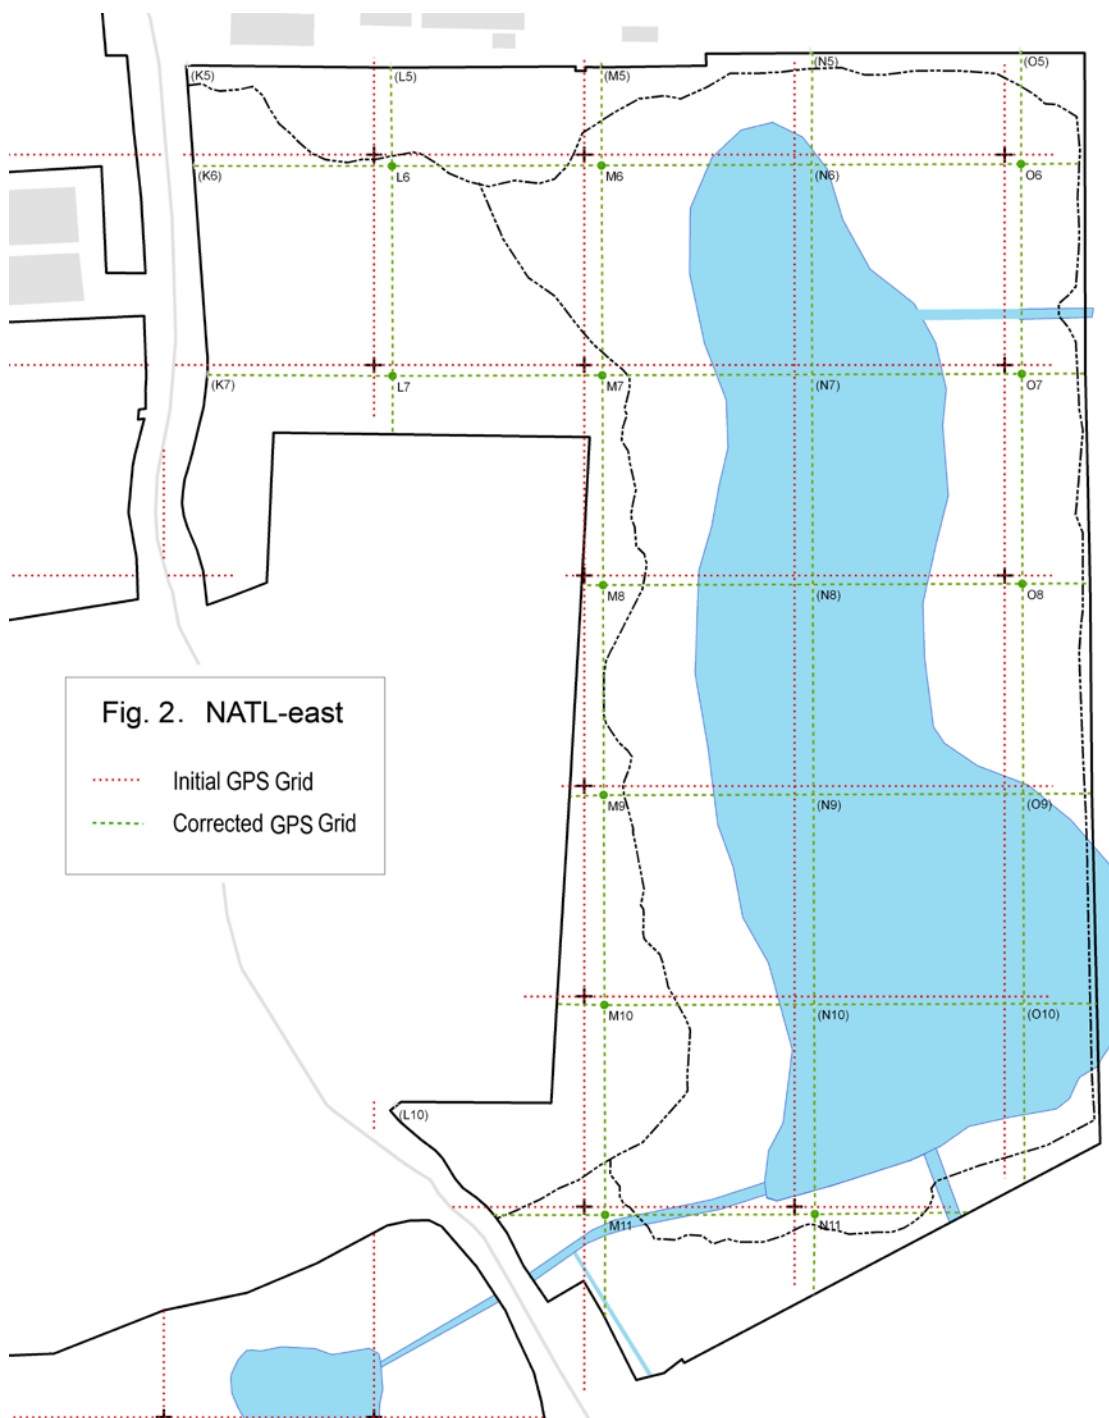 (K5) (L5) (M5) (N5) (O5)
(K6) L6 M6 (N6) O6
(K7) L7 M7 (N7) O7
M8 (N8) O8
Fig. 2. NATL-east
Initial GPS Grid
Corrected GPS Grid
M9 (N9) (O9)
M10 (N10) (O10)
(L10)
M11 N11